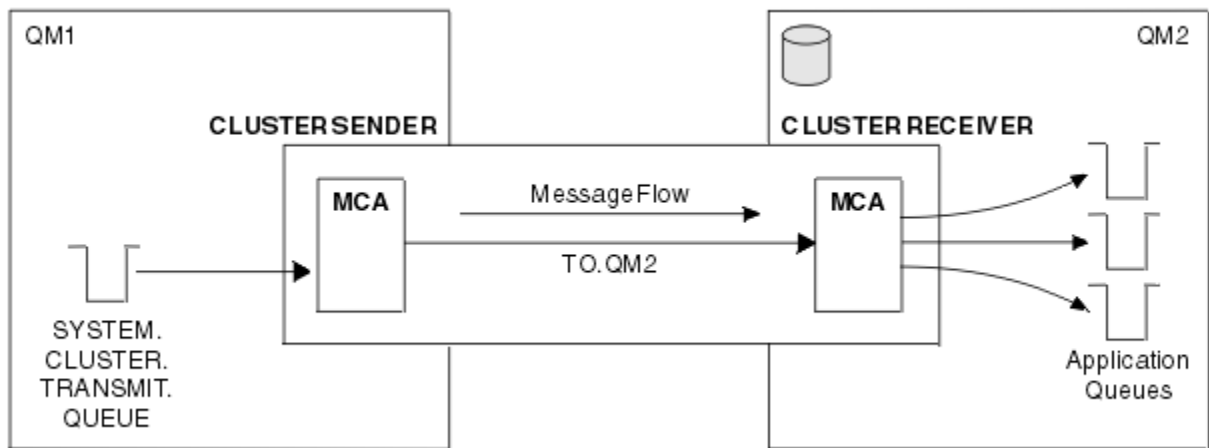 QM1
QM2
CLUSTER SENDER
CLUSTER RECEIVER
MCA
MessageFlow
MCA
TO.QM2
SYSTEM.
CLUSTER.
TRANSMIT.
QUEUE
Application
Queues